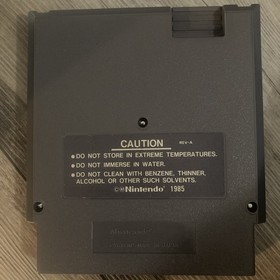 CAUTION REV-A
• DO NOT STORE IN EXTREME TEMPERATURES.
• DO NOT IMMERSE IN WATER.
• DO NOT CLEAN WITH BENZENE, THINNER,
ALCOHOL OR OTHER SUCH SOLVENTS.
©®Nintendo® 1985